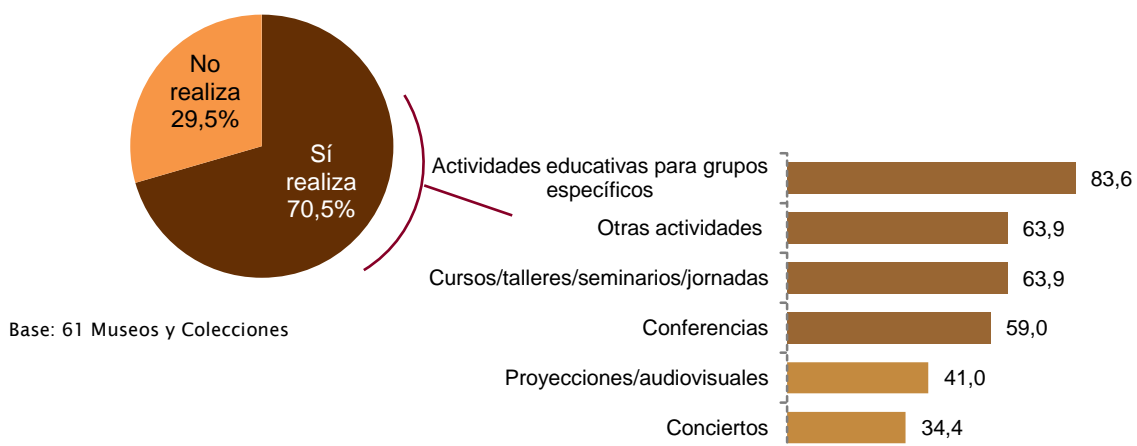 No
realiza
29,5%
Sí
realiza
70,5%
Base: 61 Museos y Colecciones
Actividades educativas para grupos
específicos
83,6
Otras actividades
63,9
Cursos/talleres/seminarios/jornadas
63,9
Conferencias
59,0
Proyecciones/audiovisuales
41,0
Conciertos
34,4